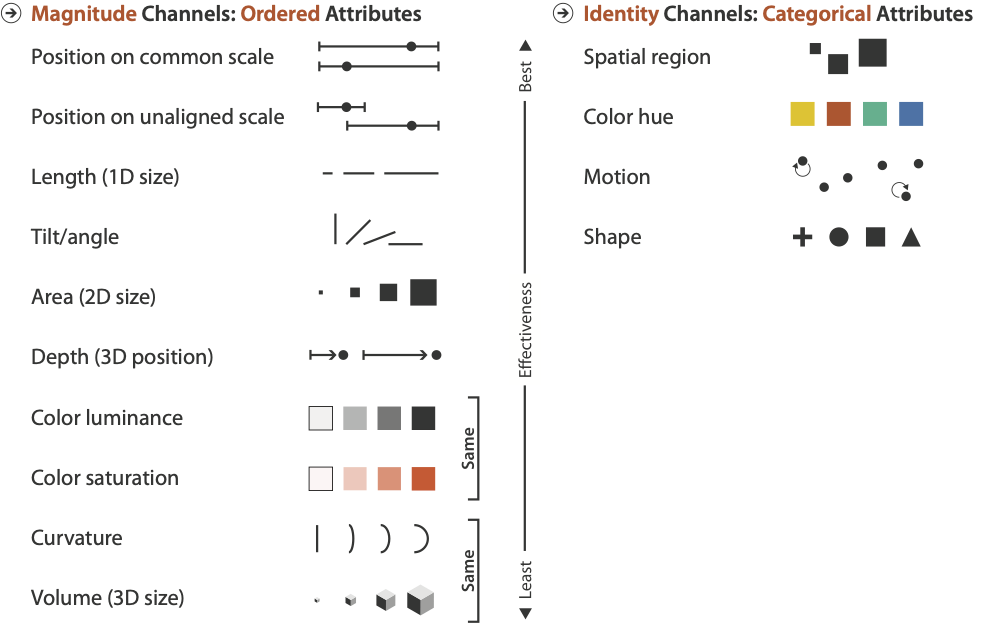 Magnitude Channels: Ordered Attributes
Position on common scale
Position on unaligned scale
Length (1D size)
Tilt/angle
Area (2D size)
Depth (3D position)
Color luminance
Color saturation
Curvature
Volume (3D size)
Same
Same
Best
Effectiveness
Least
Identity Channels: Categorical Attributes
Spatial region
Color hue
Motion
Shape